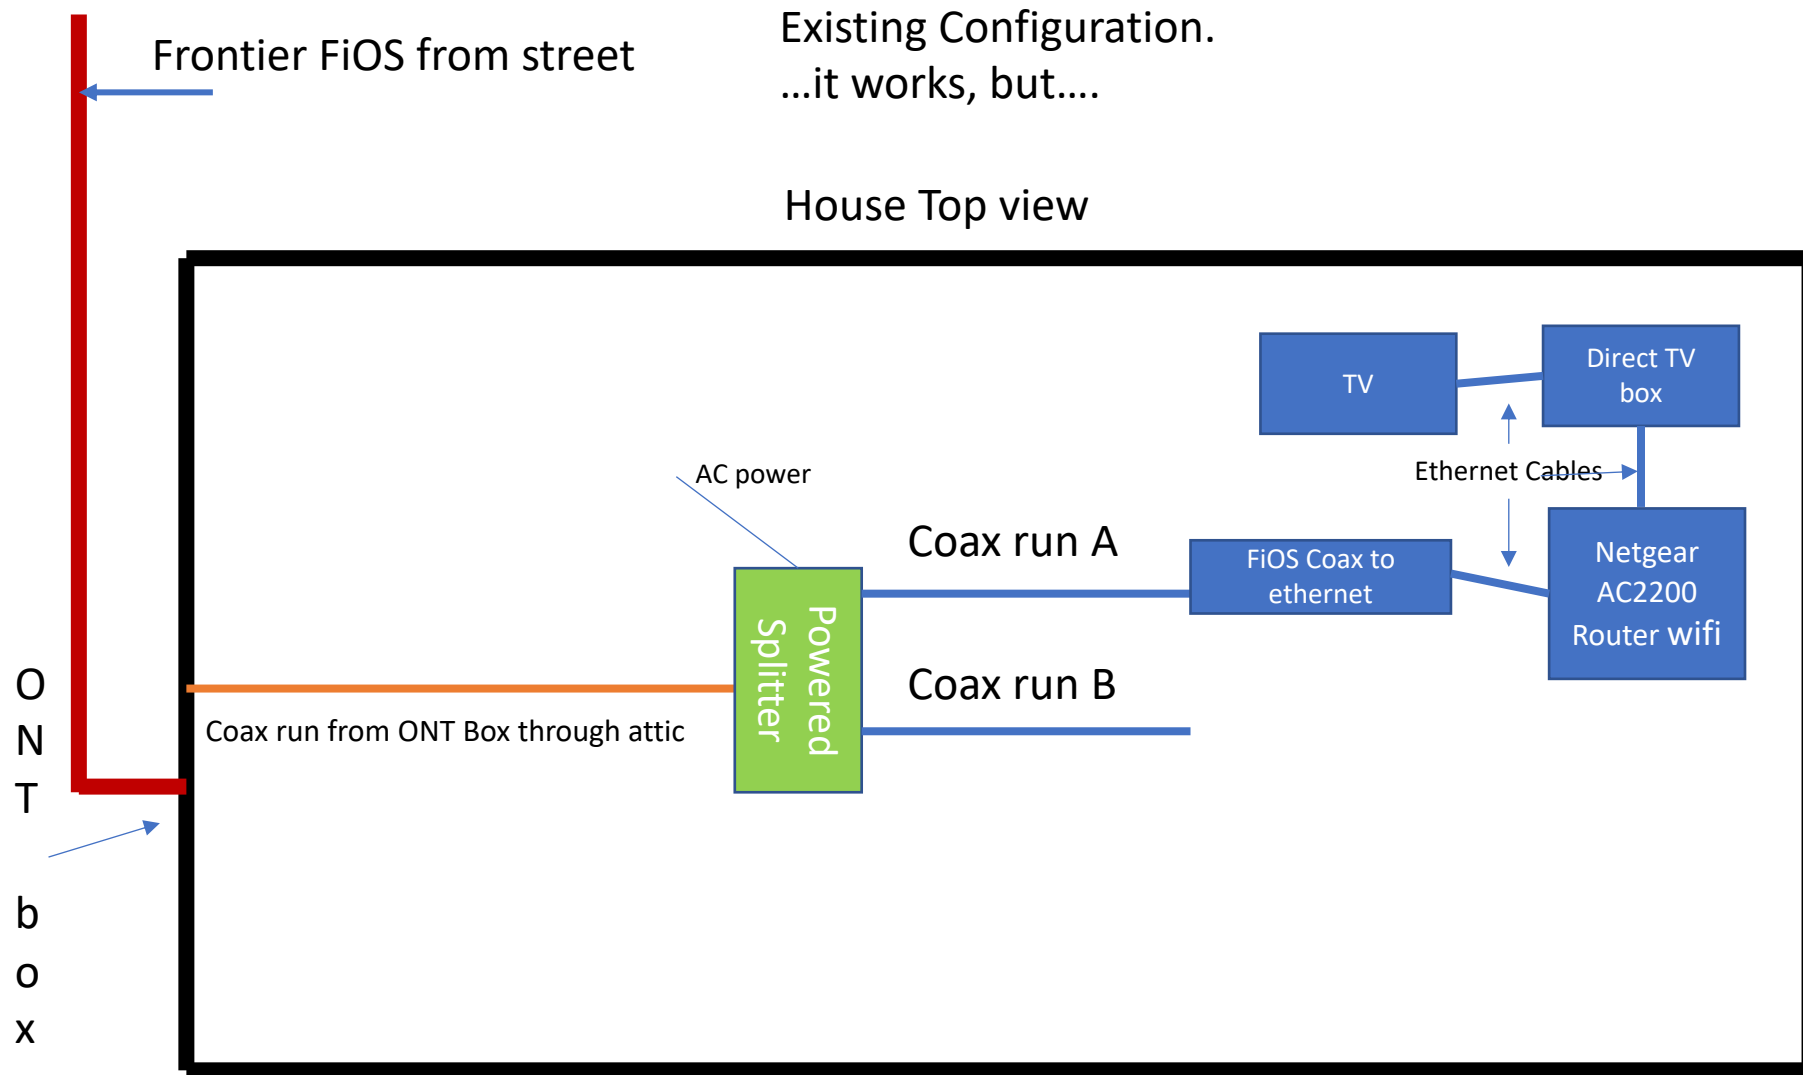 Existing Configuration.
…it works, but….
Frontier FiOS from street
House Top view
TV
Direct TV
box
AC power
Ethernet Cables
Coax run A
FiOS Coax to
ethernet
Netgear
AC2200
Router wifi
Powered
Splitter
Coax run B
Coax run from ONT Box through attic
O
N
T
b
o
x